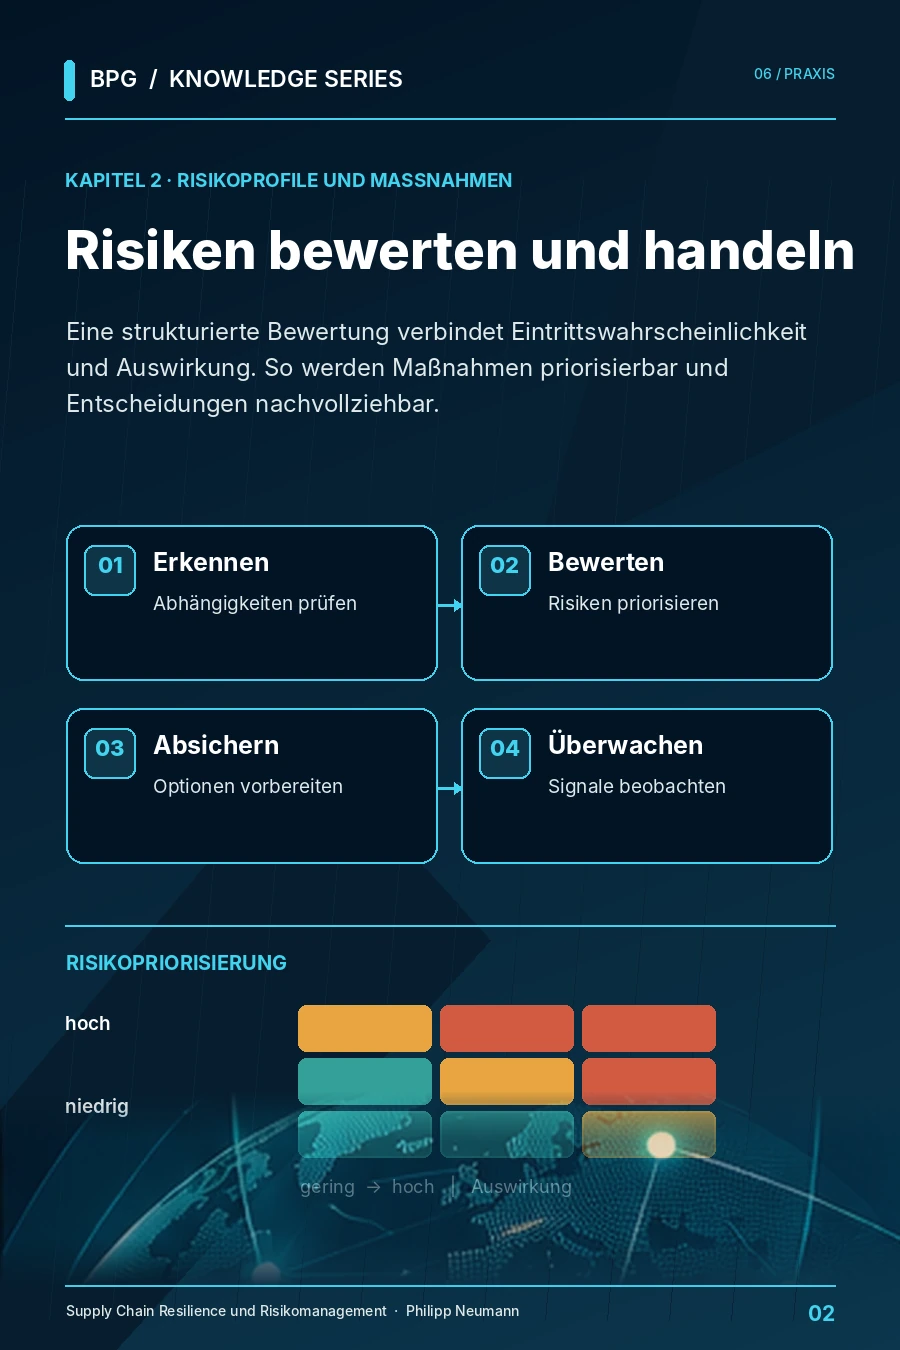 BPG / KNOWLEDGE SERIES
06 / PRAXIS
KAPITEL 2 · RISIKOPROFILE UND MASSNAHMEN
Risiken bewerten und handeln
Eine strukturierte Bewertung verbindet Eintrittswahrscheinlichkeit
und Auswirkung. So werden Maßnahmen priorisierbar und
Entscheidungen nachvollziehbar.
01
Erkennen
Abhängigkeiten prüfen
02
Bewerten
Risiken priorisieren
03
Absichern
Optionen vorbereiten
04
Überwachen
Signale beobachten
RISIKOPRIORISIERUNG
hoch
niedrig
gering → hoch | Auswirkung
Supply Chain Resilience und Risikomanagement · Philipp Neumann
02